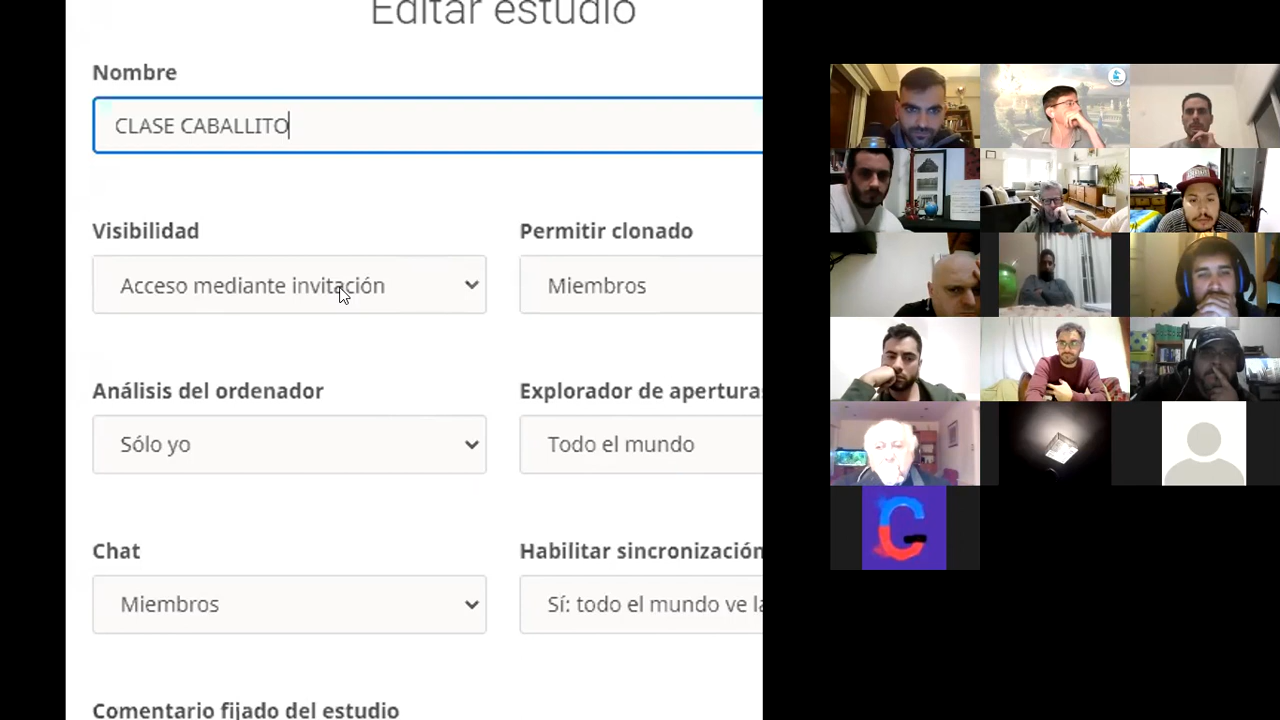 Editar estudio
Nombre
CLASE CABALLITO
Visibilidad
Permitir clonado
Acceso mediante invitación
Miembros
Análisis del ordenador
Explorador de aperturas
Sólo yo
Todo el mundo
Chat
Habilitar sincronización
Miembros
Sí: todo el mundo ve la
Comentario fijado del estudio